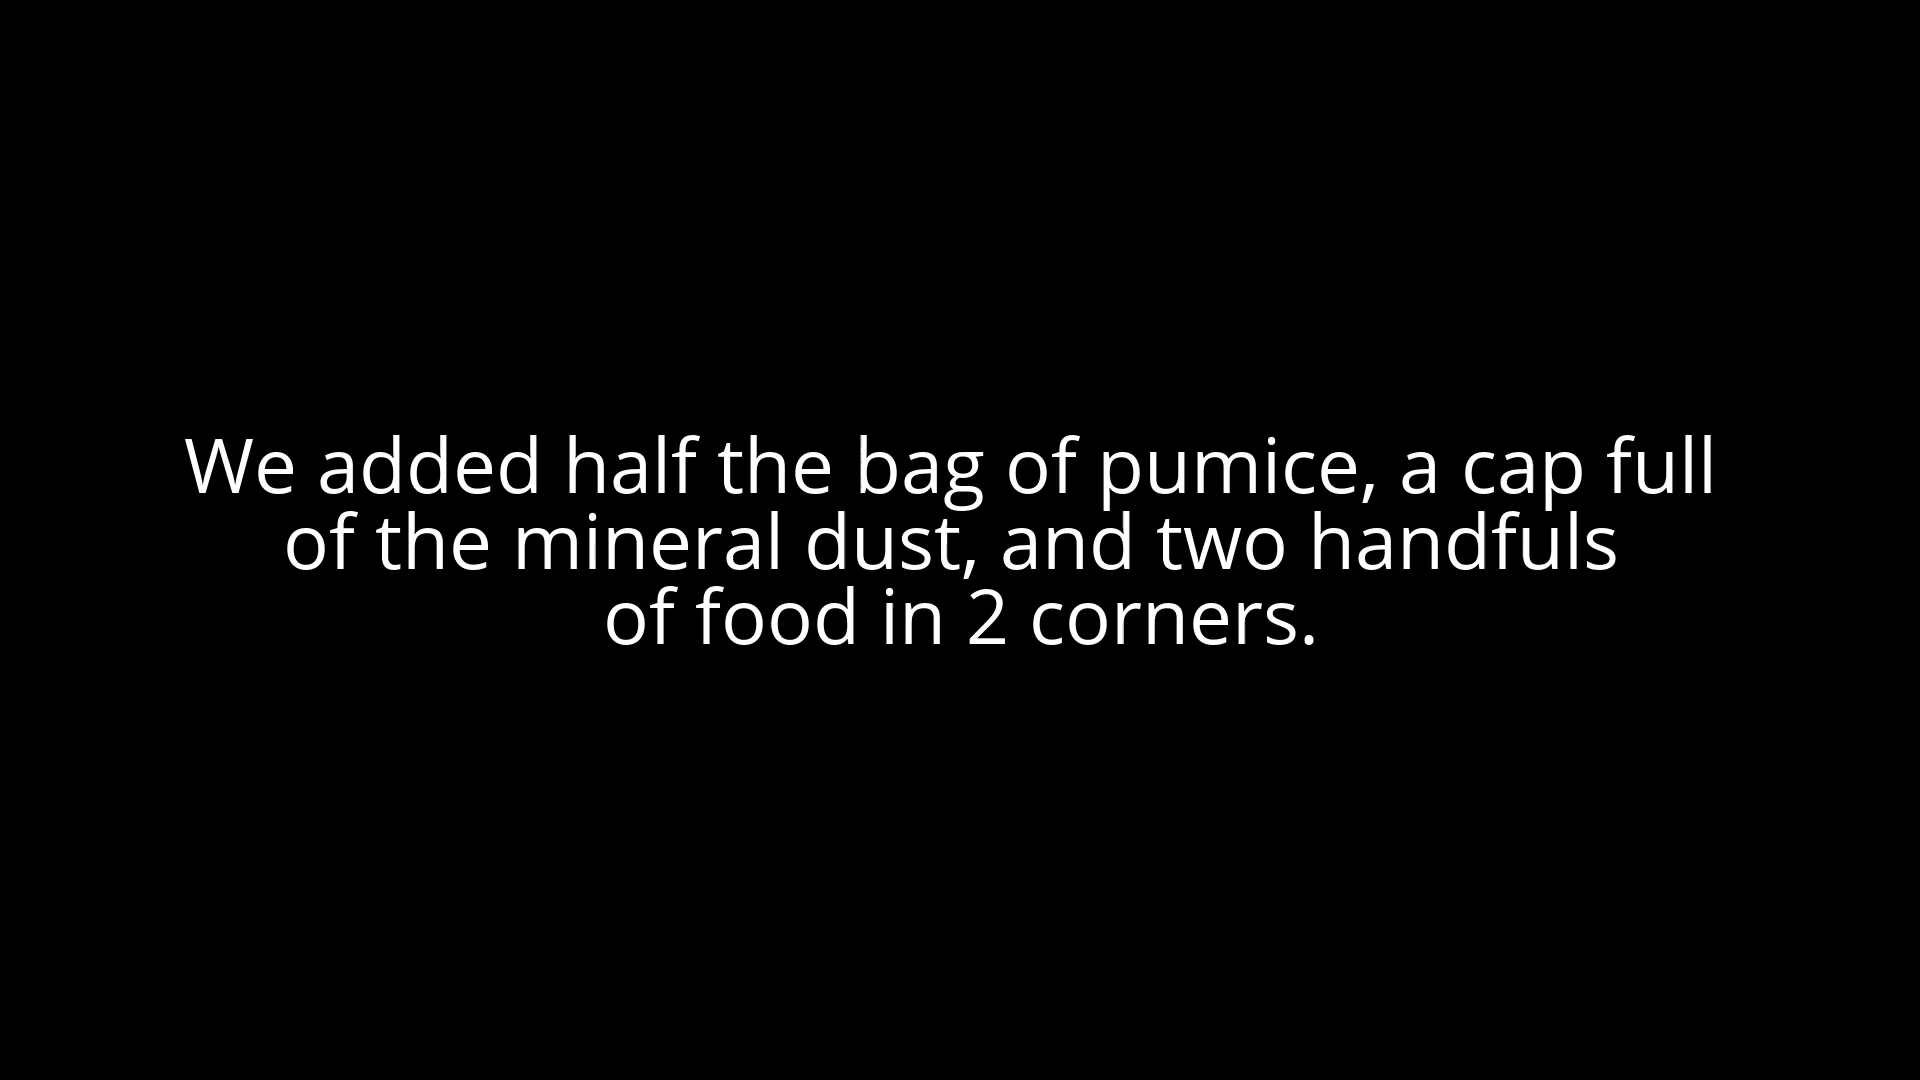 We added half the bag of pumice, a cap full
of the mineral dust, and two handfuls
of food in 2 corners.